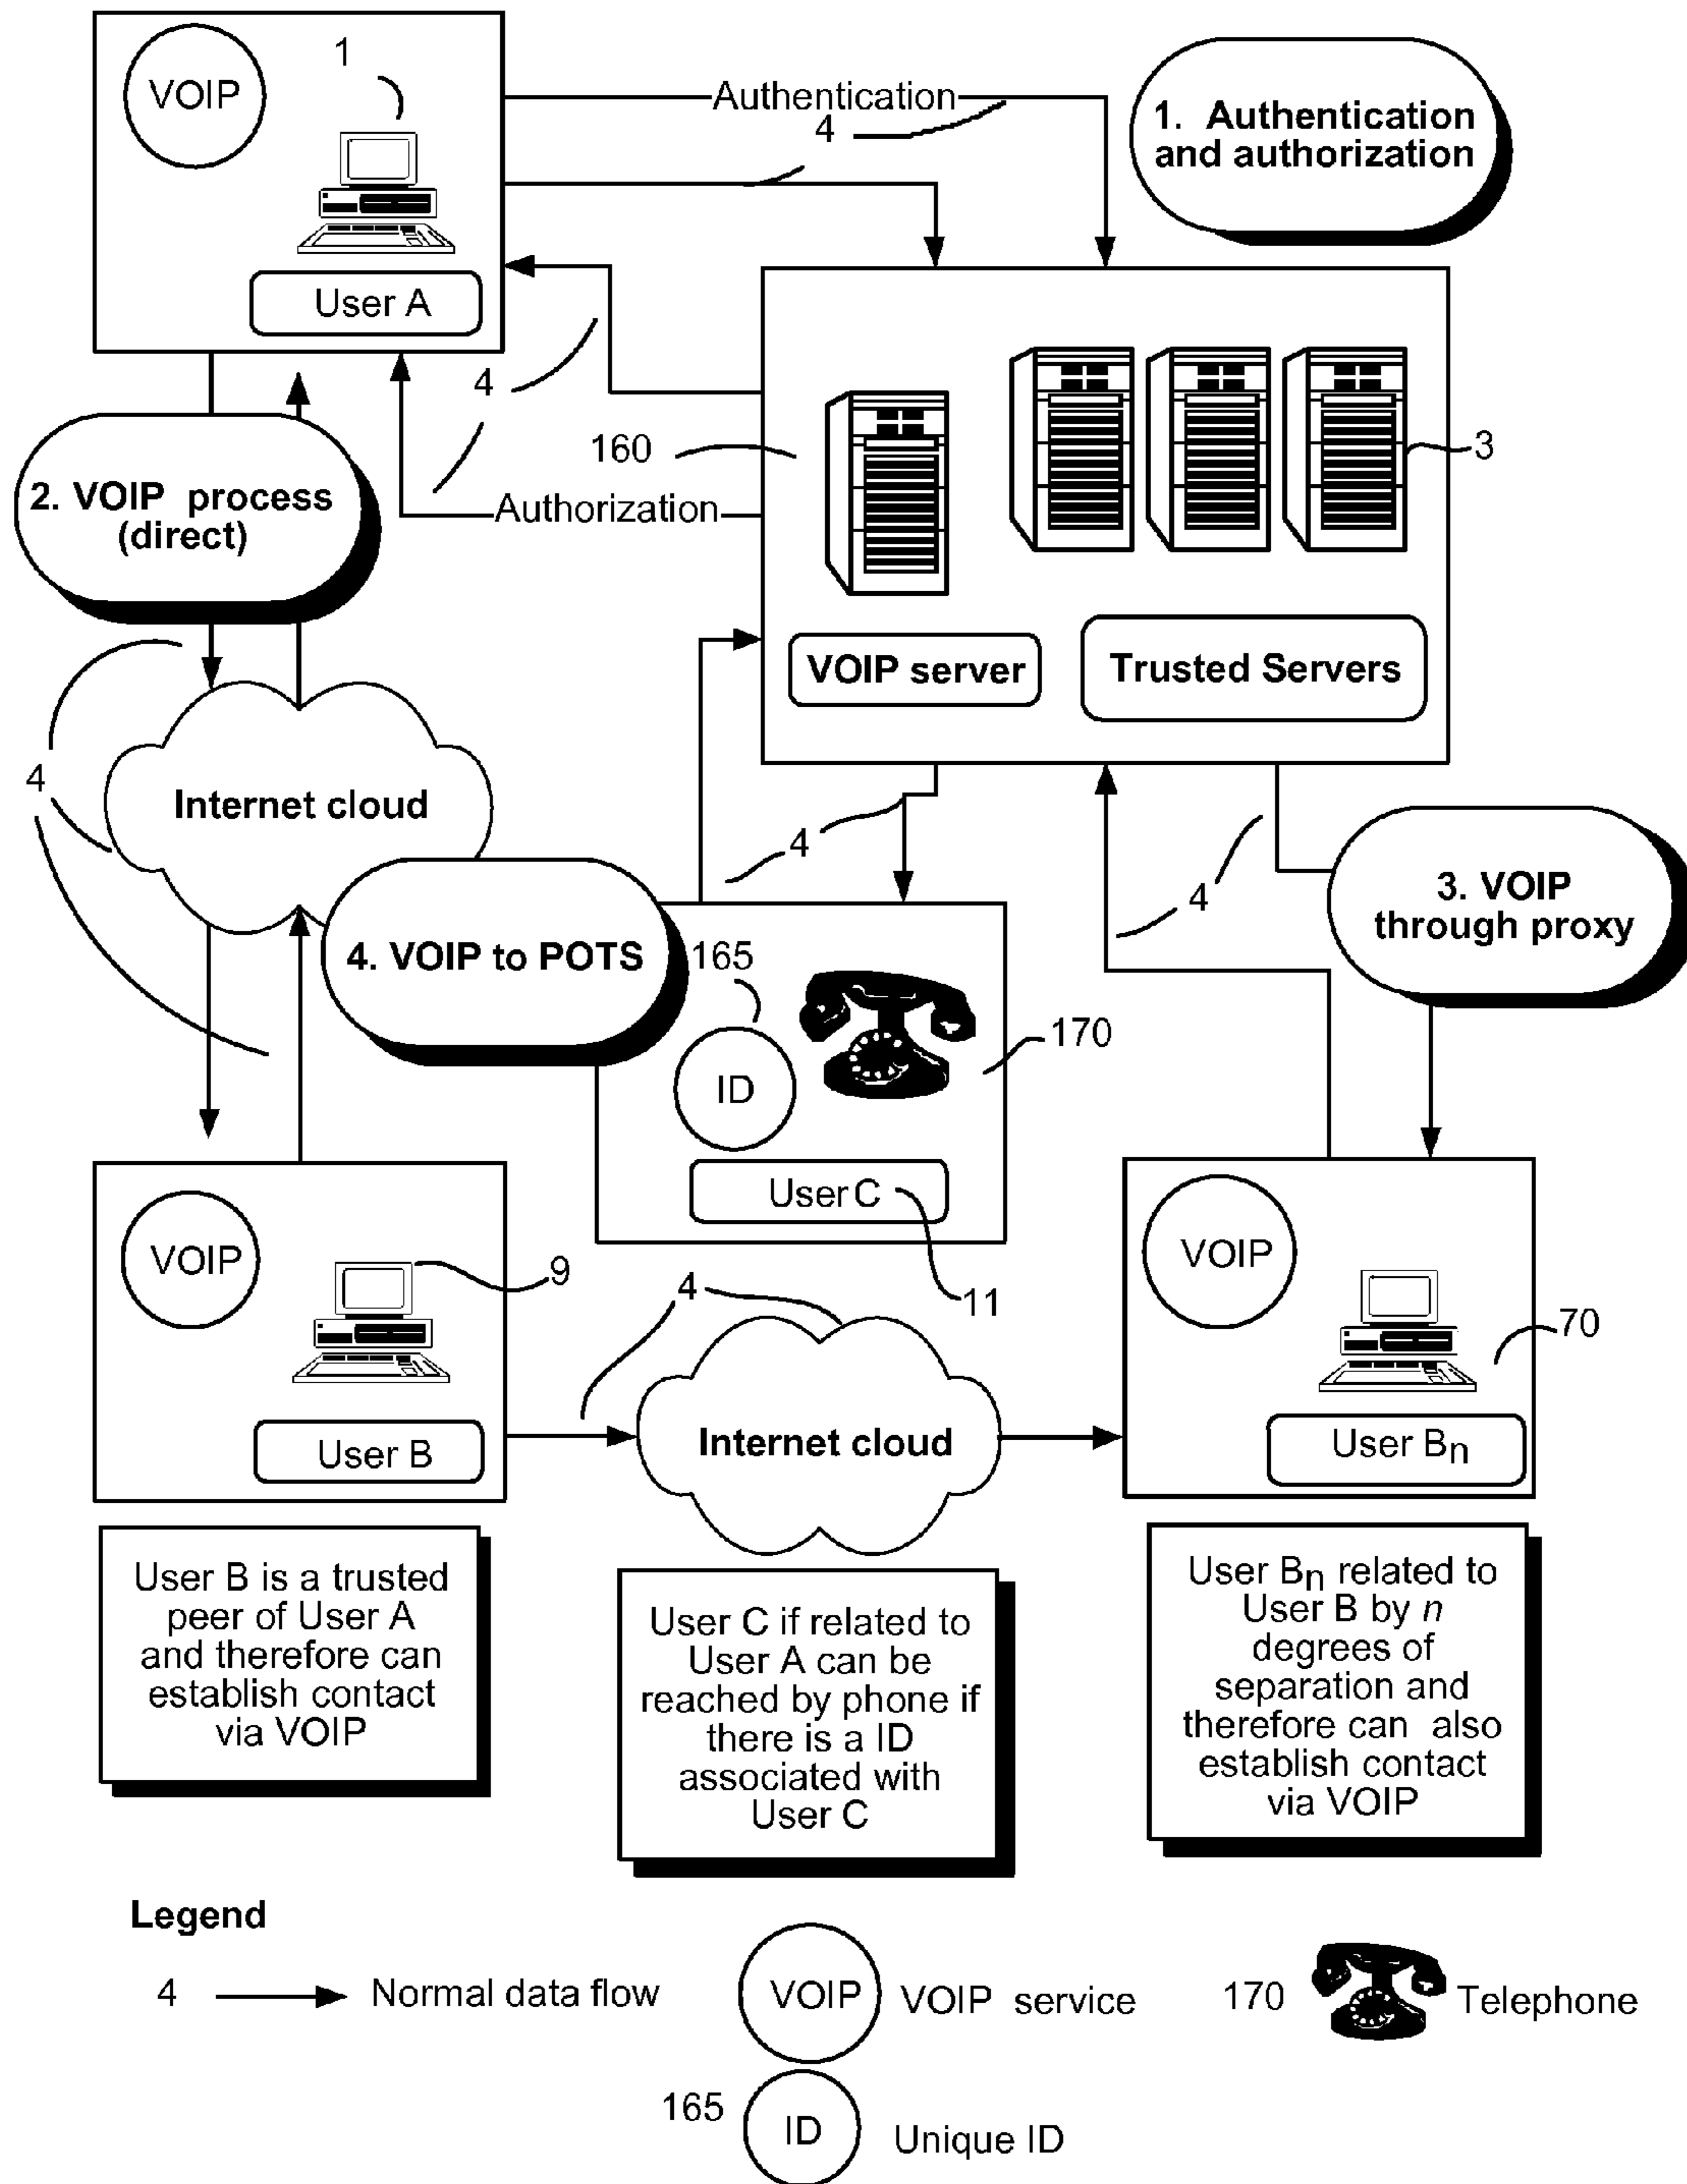 VOIP
1
User A
Authentication
4
1. Authentication
and authorization
4
160
3
Authorization
2. VOIP process
(direct)
VOIP server
Trusted Servers
4
Internet cloud
4
4
3. VOIP
through proxy
4. VOIP to POTS
165
170
ID
User C
11
VOIP
9
User B
4
Internet cloud
VOIP
70
User Bn
User B is a trusted
peer of User A
and therefore can
establish contact
via VOIP
User C if related to
User A can be
reached by phone if
there is a ID
associated with
User C
User Bn related to
User B by n
degrees of
separation and
therefore can also
establish contact
via VOIP
Legend
4 Normal data flow
VOIP VOIP service
170 Telephone
165 ID Unique ID